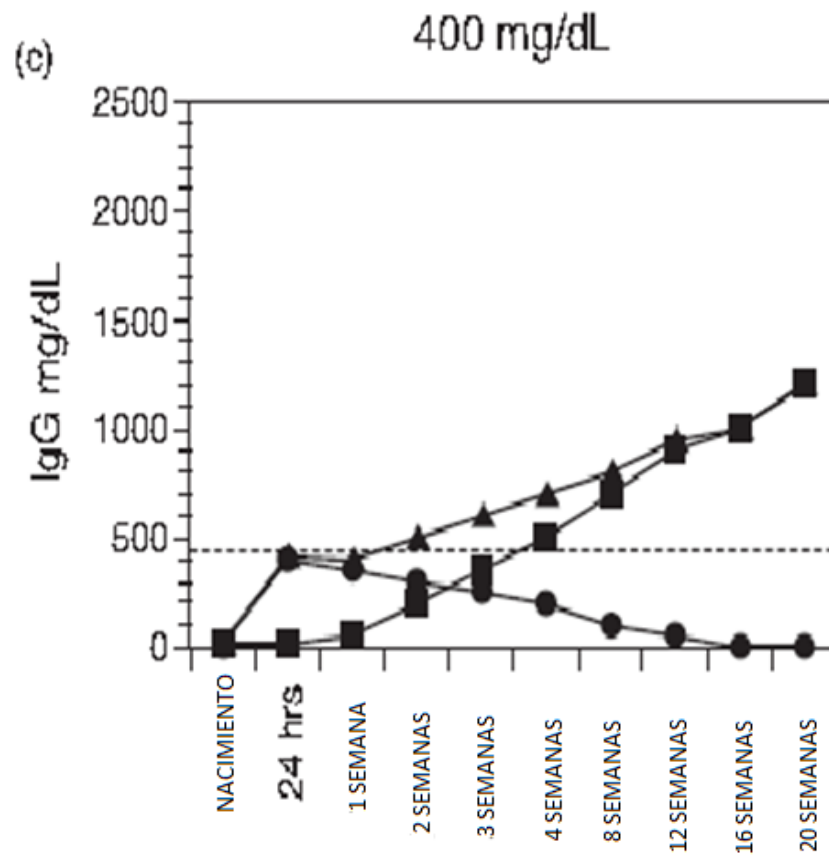 (c)
400 mg/dL
IgG mg/dL
2500
2000
1500
1000
500
0
NACIMIENTO
24 hrs
1 SEMANA
2 SEMANAS
3 SEMANAS
4 SEMANAS
8 SEMANAS
12 SEMANAS
16 SEMANAS
20 SEMANAS